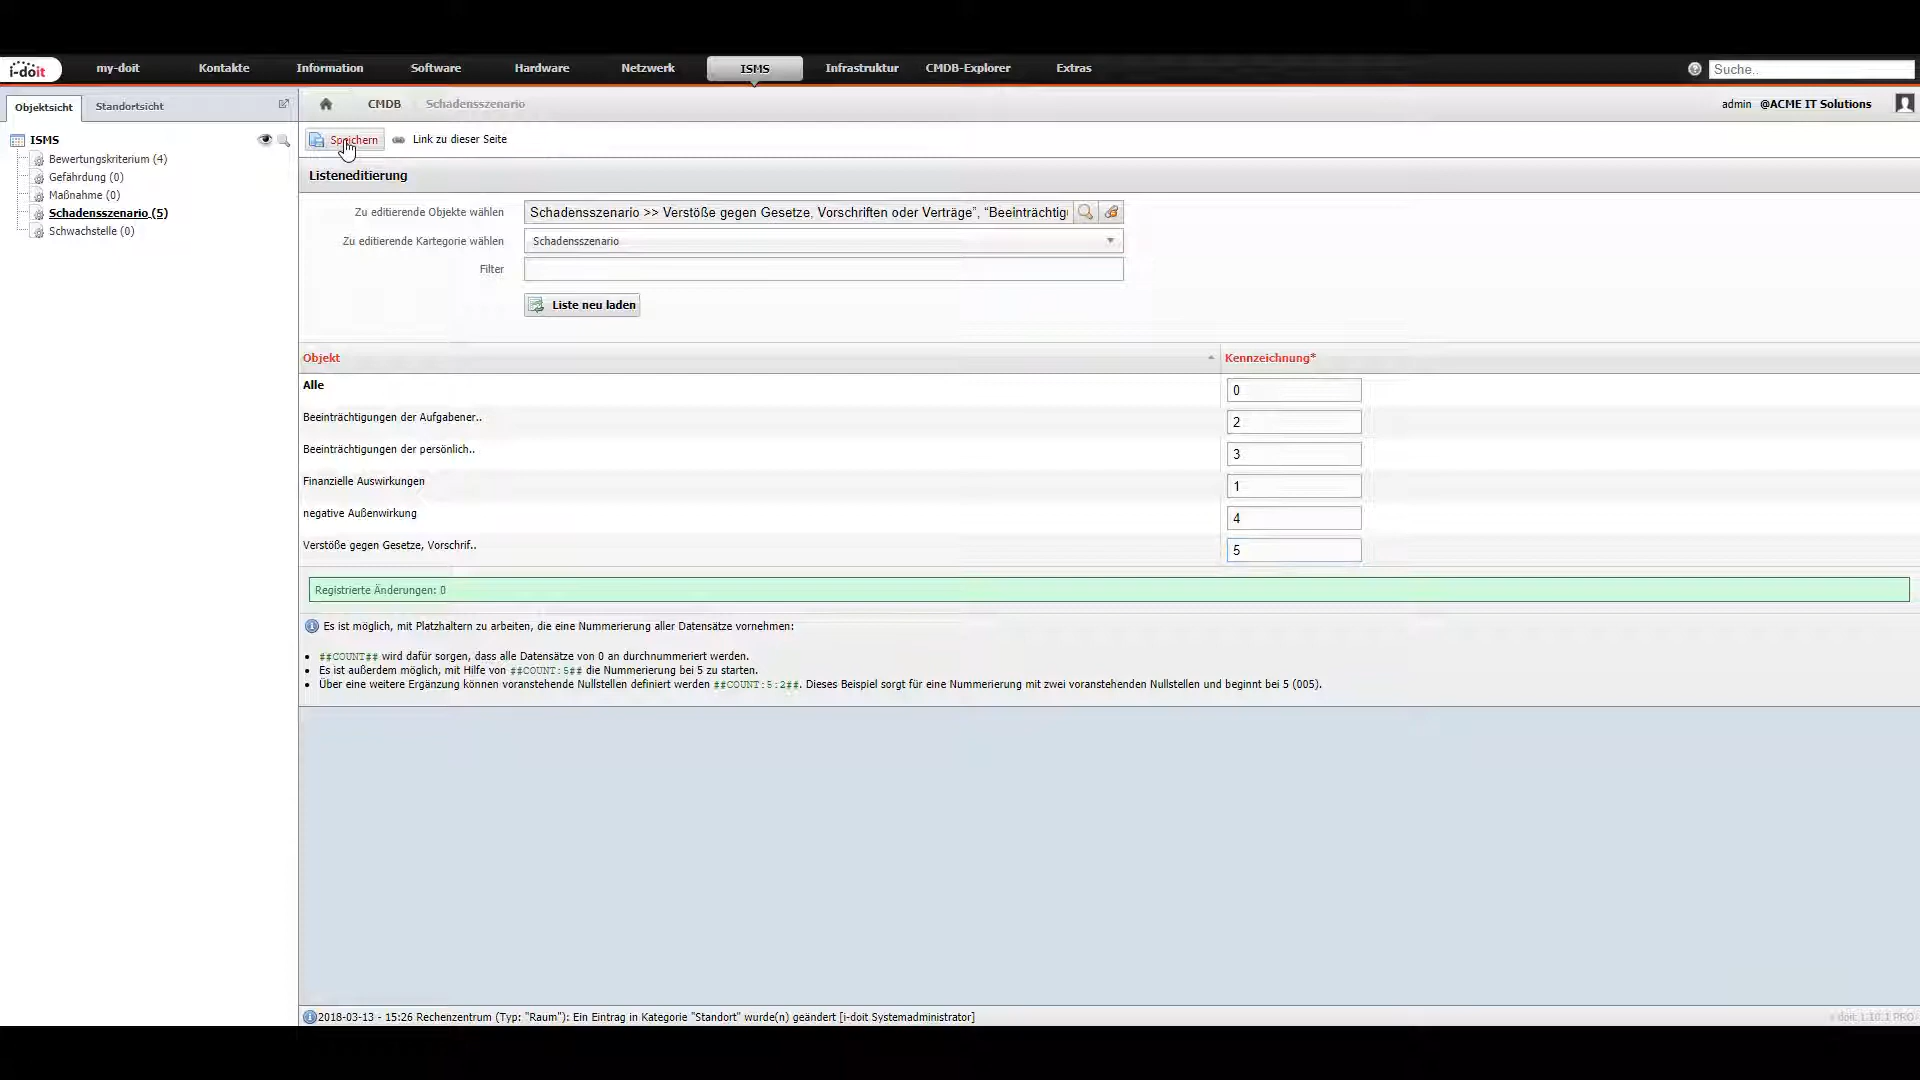 i-doit
my-doit Kontakte Information Software Hardware Netzwerk ISMS Infrastruktur CMDB-Explorer Extras Suche..
Objektsicht Standortsicht
CMDB Schadensszenario
admin @ACME IT Solutions
ISMS
Bewertungskriterium (4)
Gefährdung (0)
Maßnahme (0)
Schadensszenario (5)
Schwachstelle (0)
Speichern Link zu dieser Seite
Listeneditierung
Zu editierende Objekte wählen Schadensszenario >> Verstöße gegen Gesetze, Vorschriften oder Verträge", "Beeinträchtig
Zu editierende Kartegorie wählen Schadensszenario
Filter
Liste neu laden
Objekt Kennzeichnung*
Alle 0
Beeinträchtigungen der Aufgabener.. 2
Beeinträchtigungen der persönlich.. 3
Finanzielle Auswirkungen 1
negative Außenwirkung 4
Verstöße gegen Gesetze, Vorschrif.. 5
Registrierte Änderungen: 0
Es ist möglich, mit Platzhaltern zu arbeiten, die eine Nummerierung aller Datensätze vornehmen:
##COUNT## wird dafür sorgen, dass alle Datensätze von 0 an durchnummeriert werden.
Es ist außerdem möglich, mit Hilfe von ##COUNT:5## die Nummerierung bei 5 zu starten.
Über eine weitere Ergänzung können voranstehende Nullstellen definiert werden ##COUNT:5:2##. Dieses Beispiel sorgt für eine Nummerierung mit zwei voranstehenden Nullstellen und beginnt bei 5 (005).
2018-03-13 - 15:26 Rechenzentrum (Typ: "Raum"): Ein Eintrag in Kategorie "Standort" wurde(n) geändert [i-doit Systemadministrator]
i-doit 1.10.1 PRO